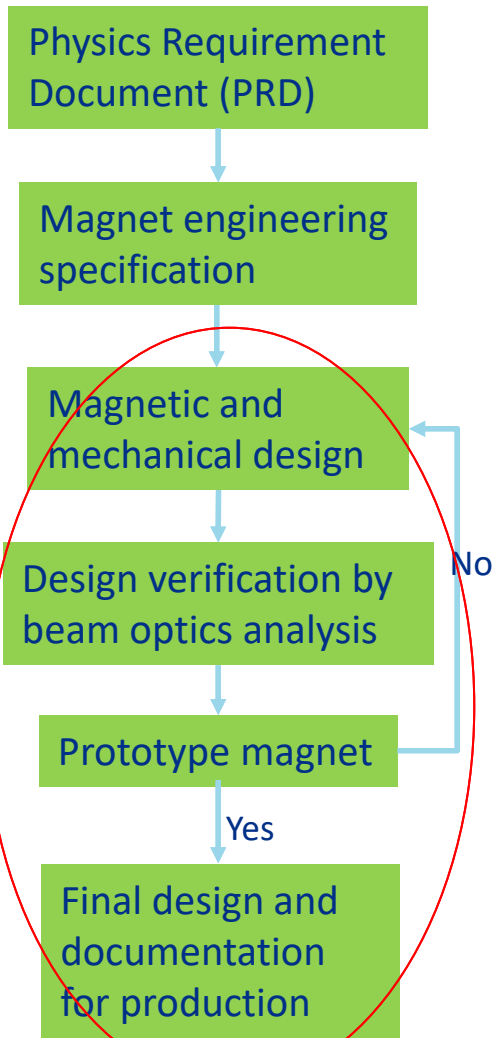 Physics Requirement
Document (PRD)
Magnet engineering
specification
Magnetic and
mechanical design
Design verification by
beam optics analysis
No
Prototype magnet
Yes
Final design and
documentation
for production